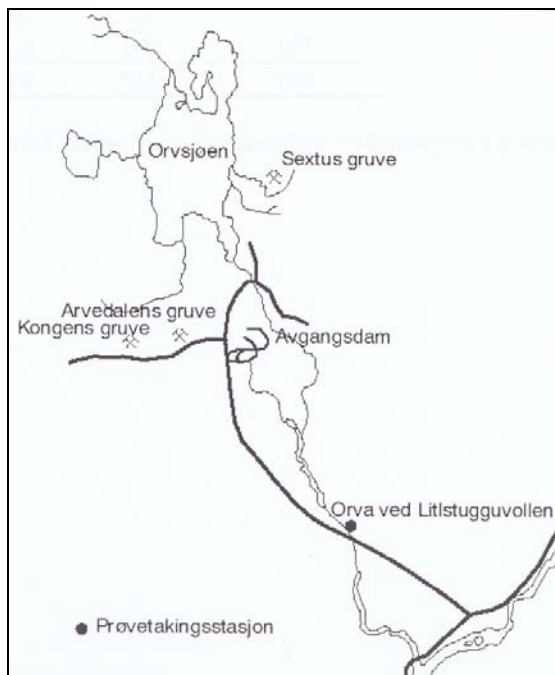 Orvsjøen
Sextus gruve
Arvedalens gruve
Kongens gruve
Avgangsdam
Orva ved Litlstugguvollen
Prøvetakingsstasjon